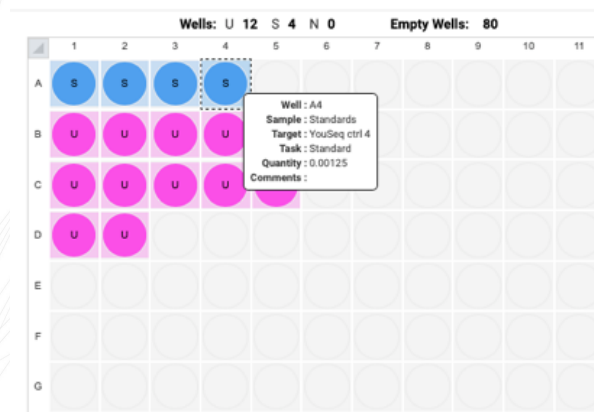 Wells: U 12 S 4 N 0 Empty Wells: 80
1 2 3 4 5 6 7 8 9 10 11
A S S S S
B U U U U
C U U U U
D U U
E
F
G
Well : A4
Sample : Standards
Target : YouSeq ctrl 4
Task : Standard
Quantity : 0.00125
Comments :